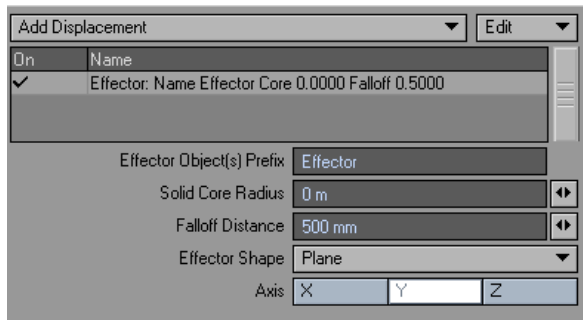 Add Displacement Edit
On Name
Effector: Name Effector Core 0.0000 Falloff 0.5000
Effector Object(s) Prefix Effector
Solid Core Radius 0 m
Falloff Distance 500 mm
Effector Shape Plane
Axis X Y Z